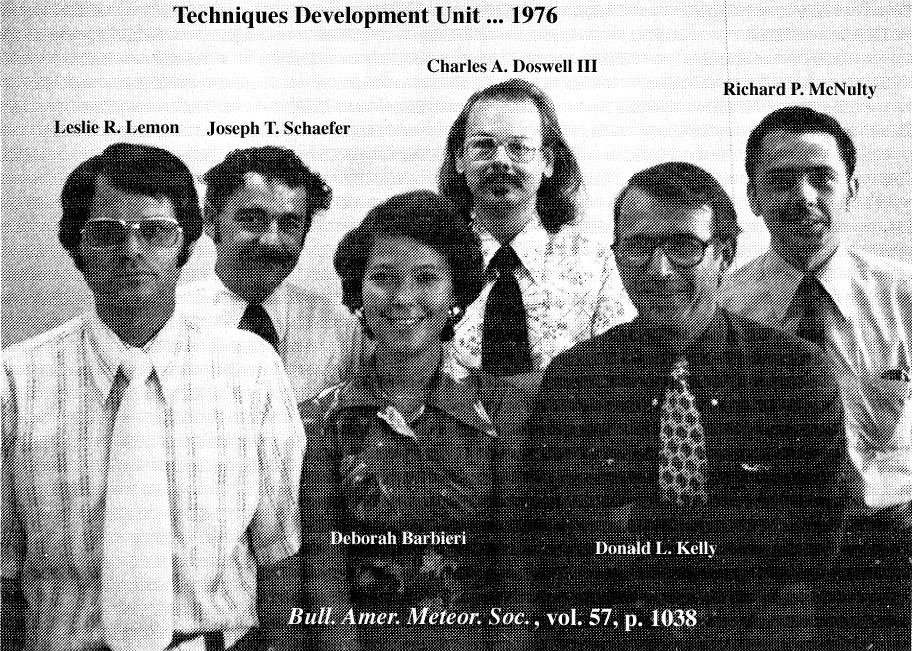 Techniques Development Unit ... 1976
Charles A. Doswell III
Richard P. McNulty
Leslie R. Lemon
Joseph T. Schaefer
Deborah Barbieri
Donald L. Kelly
Bull. Amer. Meteor. Soc. , vol. 57, p. 1038